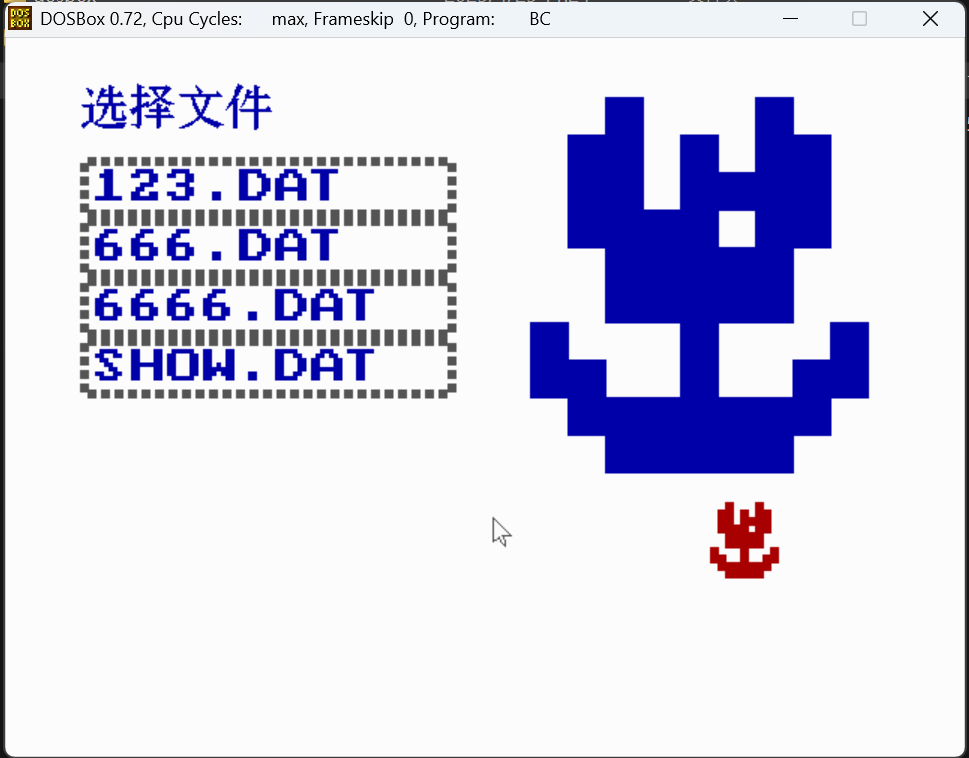 DOSBox 0.72, Cpu Cycles: max, Frameskip 0, Program: BC
选择文件
123.DAT
666.DAT
6666.DAT
SHOW.DAT